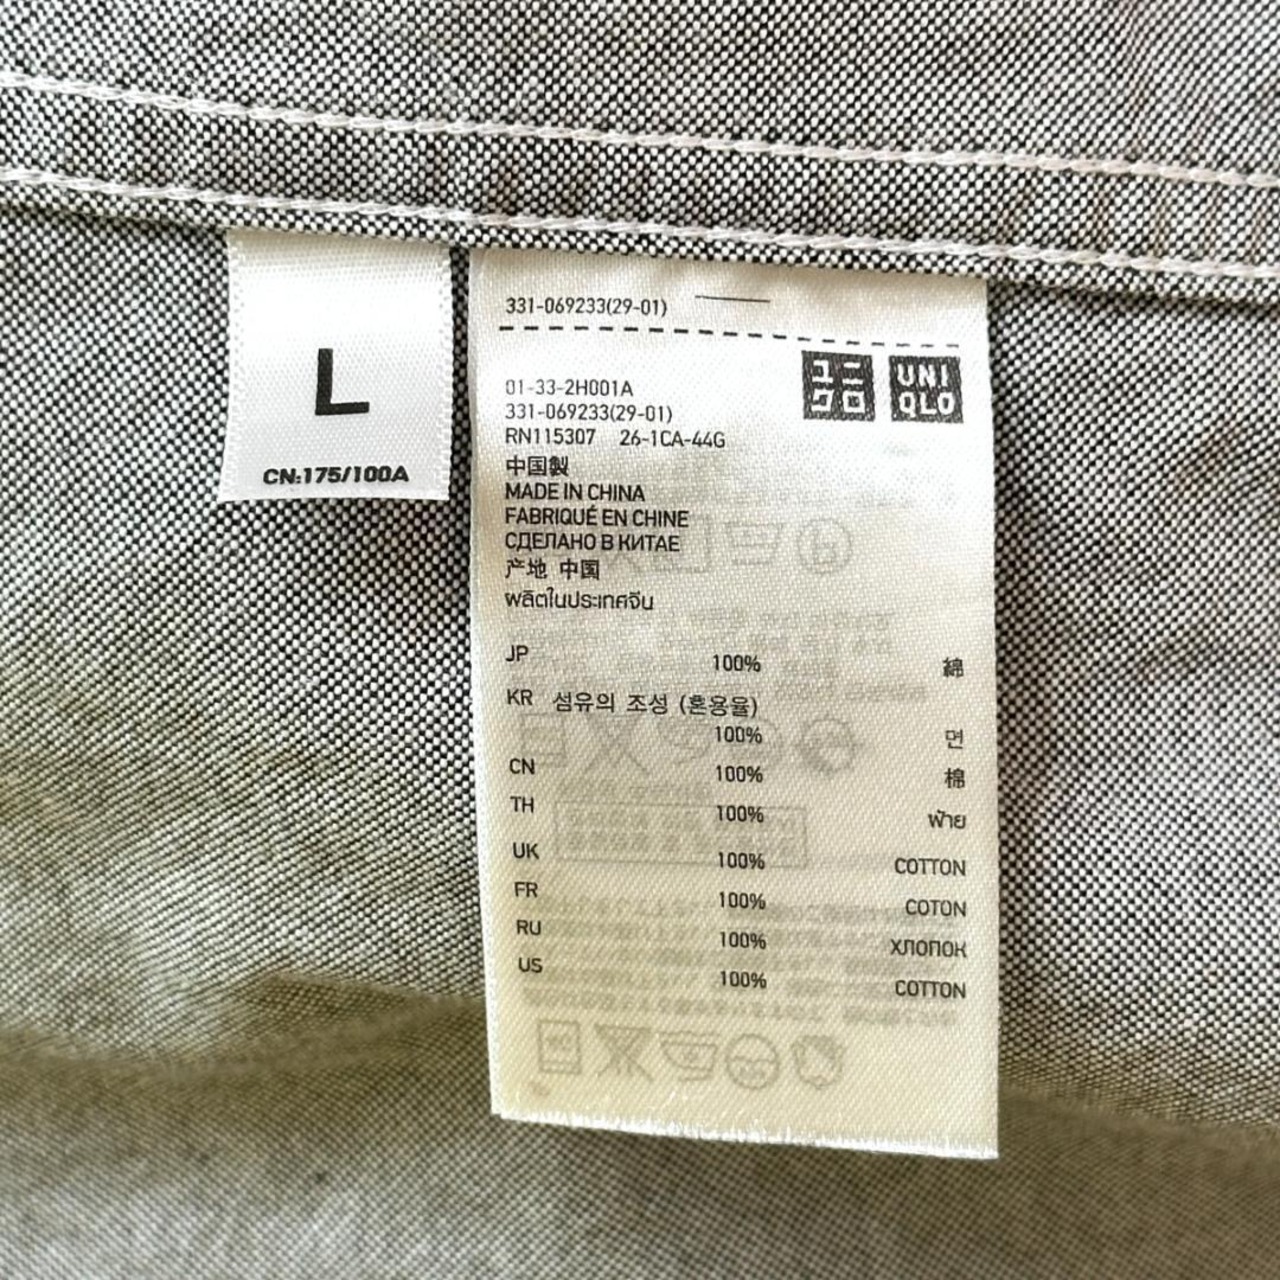 L
CN:175/100A
331-069233(29-01)
ユニ
クロ
UNI
QLO
01-33-2H001A
331-069233(29-01)
RN115307 26-1CA-44G
中国製
MADE IN CHINA
FABRIQUÉ EN CHINE
СДЕЛАНО В КИТАЕ
产地 中国
ผลิตในประเทศจีน
JP 100% 綿
KR 섬유의 조성 (혼용율)
100% 면
CN 100% 棉
TH 100% ฝ้าย
UK 100% COTTON
FR 100% COTON
RU 100% ХЛОПОК
US 100% COTTON